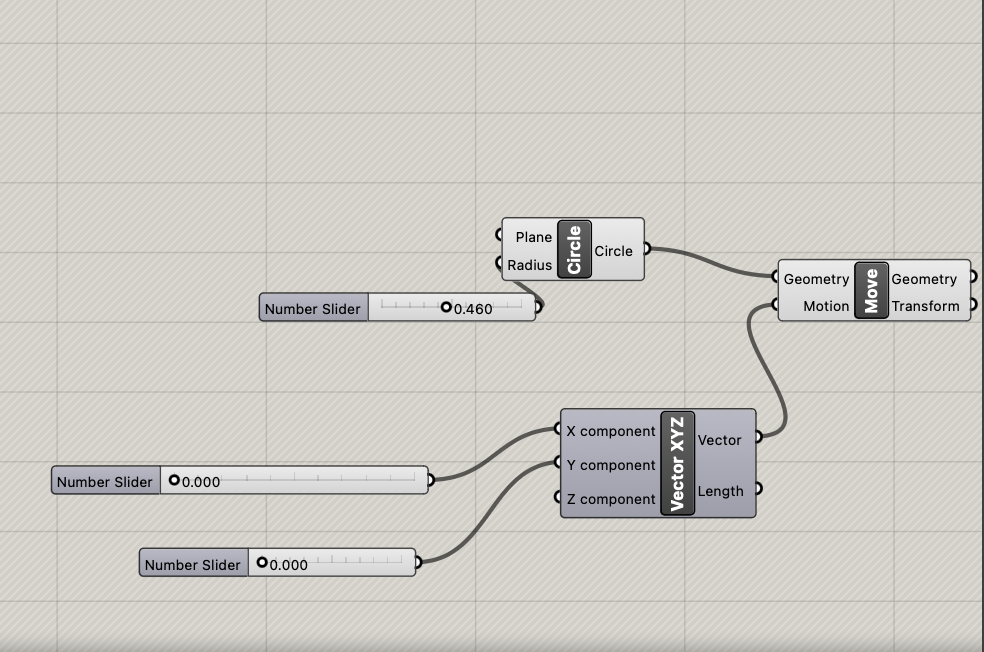 Plane
Radius
Circle
Circle
Number Slider
0.460
Geometry
Motion
Move
Geometry
Transform
X component
Y component
Z component
Vector XYZ
Vector
Length
Number Slider
0.000
Number Slider
0.000